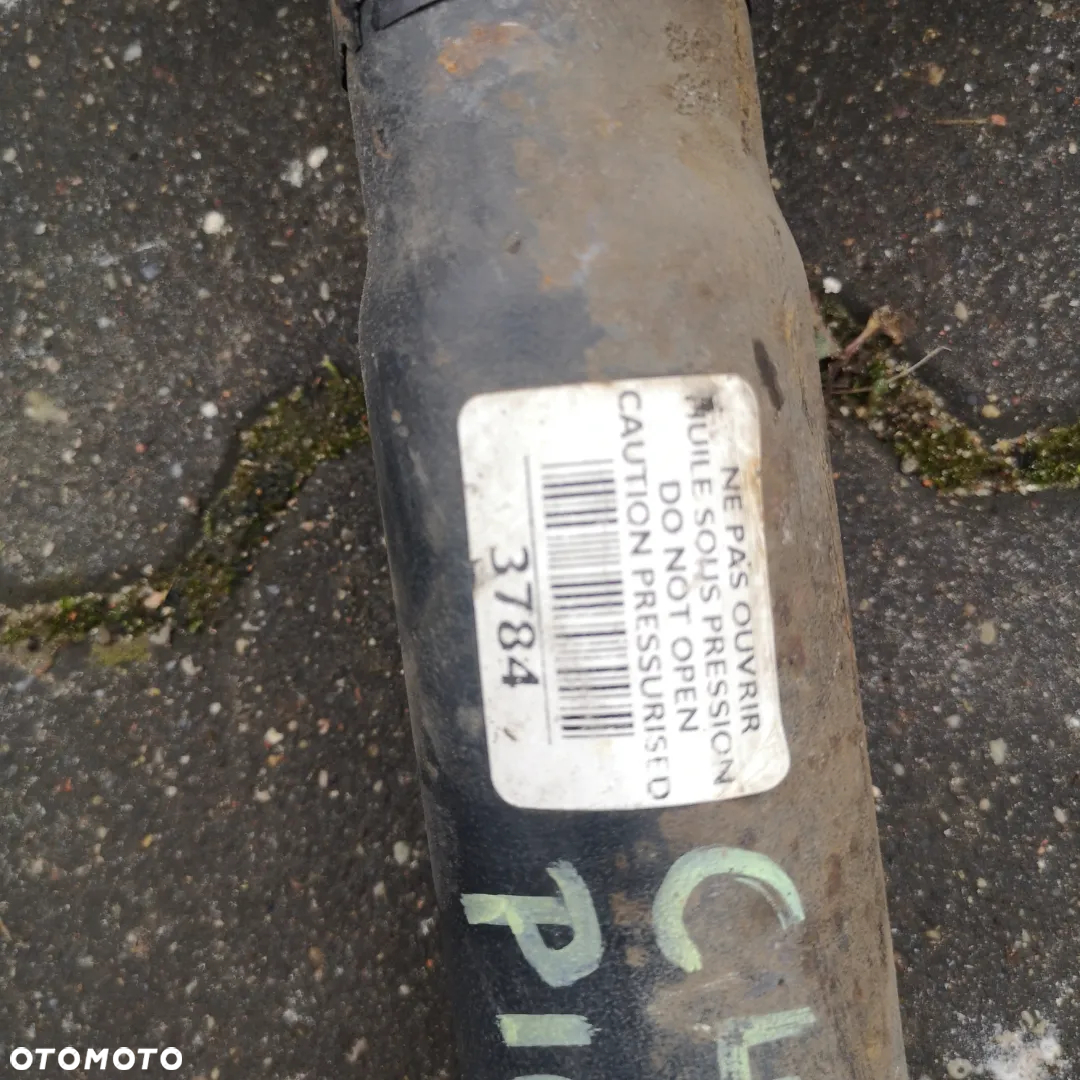 NE PAS OUVRIR
HUILE SOUS PRESSION
DO NOT OPEN
CAUTION PRESSURISED
3784
OTOMOTO